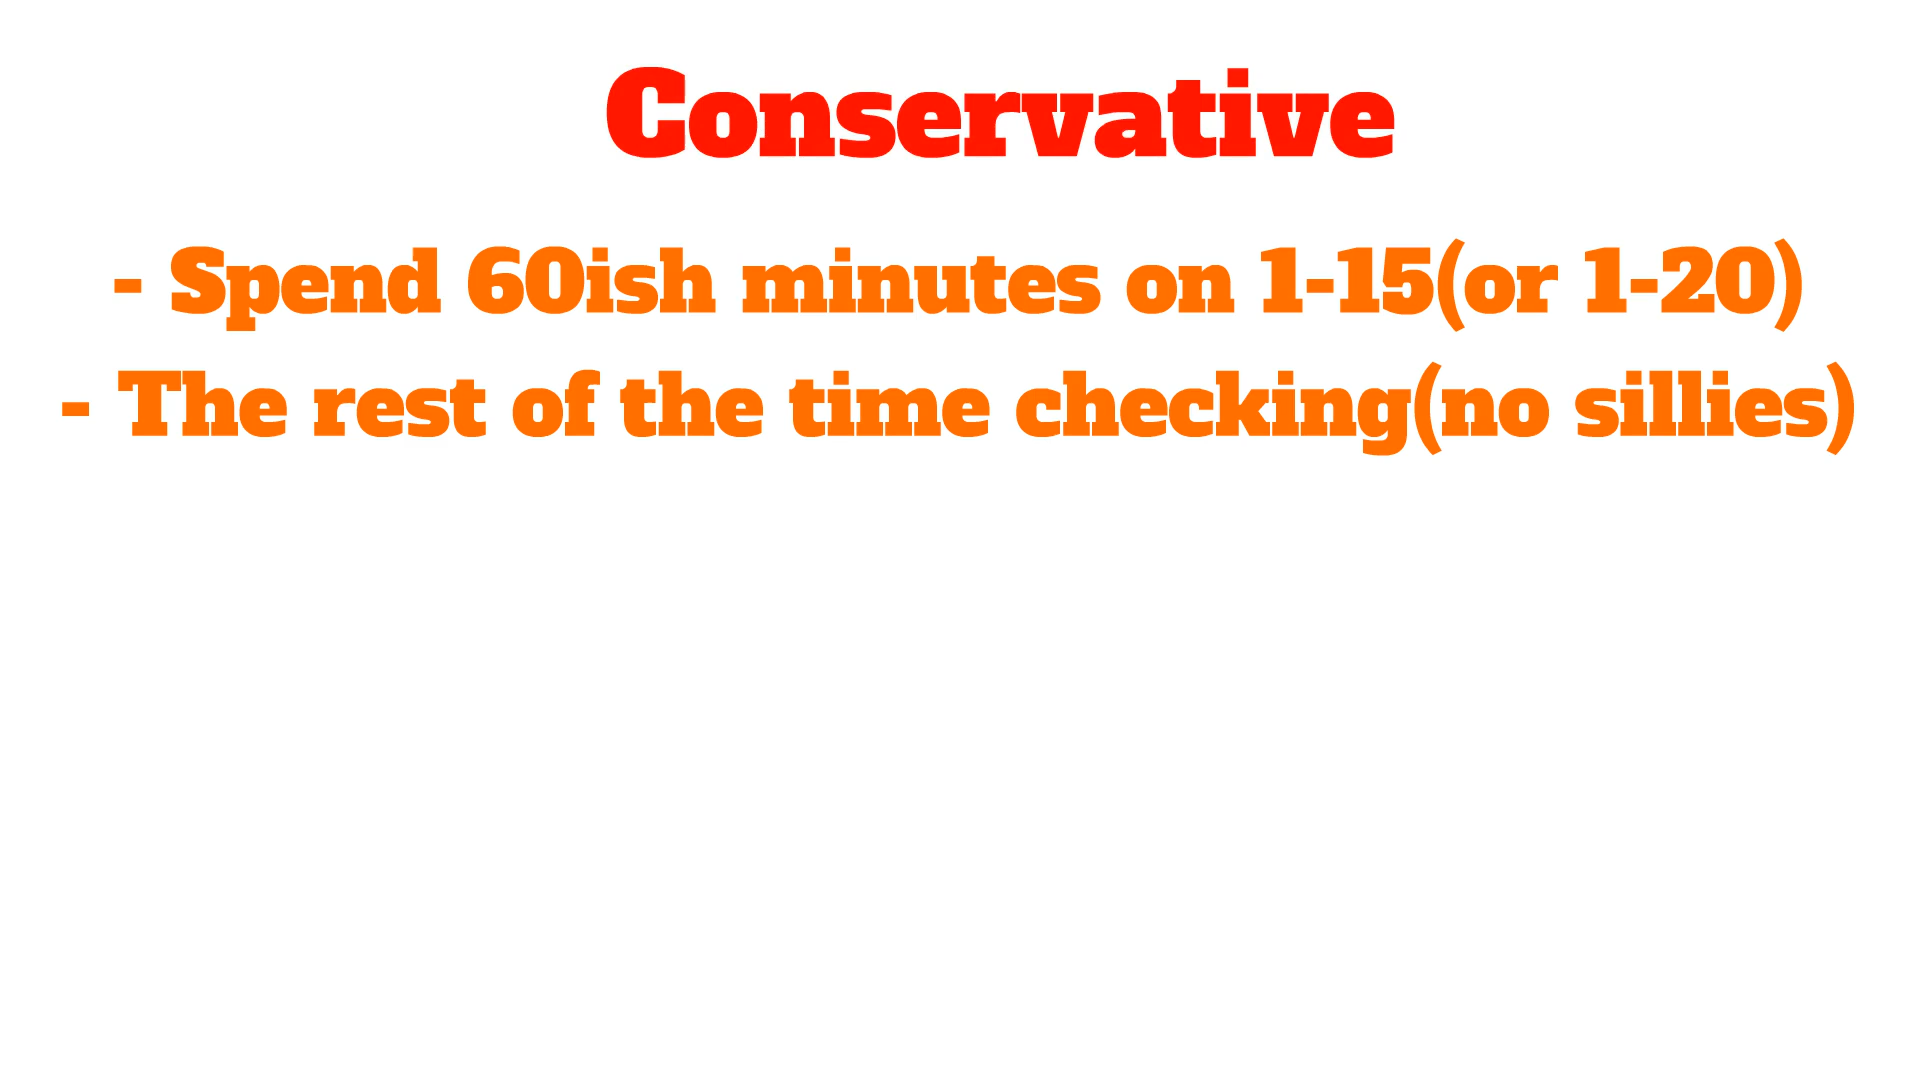 Conservative
- Spend 60ish minutes on 1-15(or 1-20)
- The rest of the time checking(no sillies)